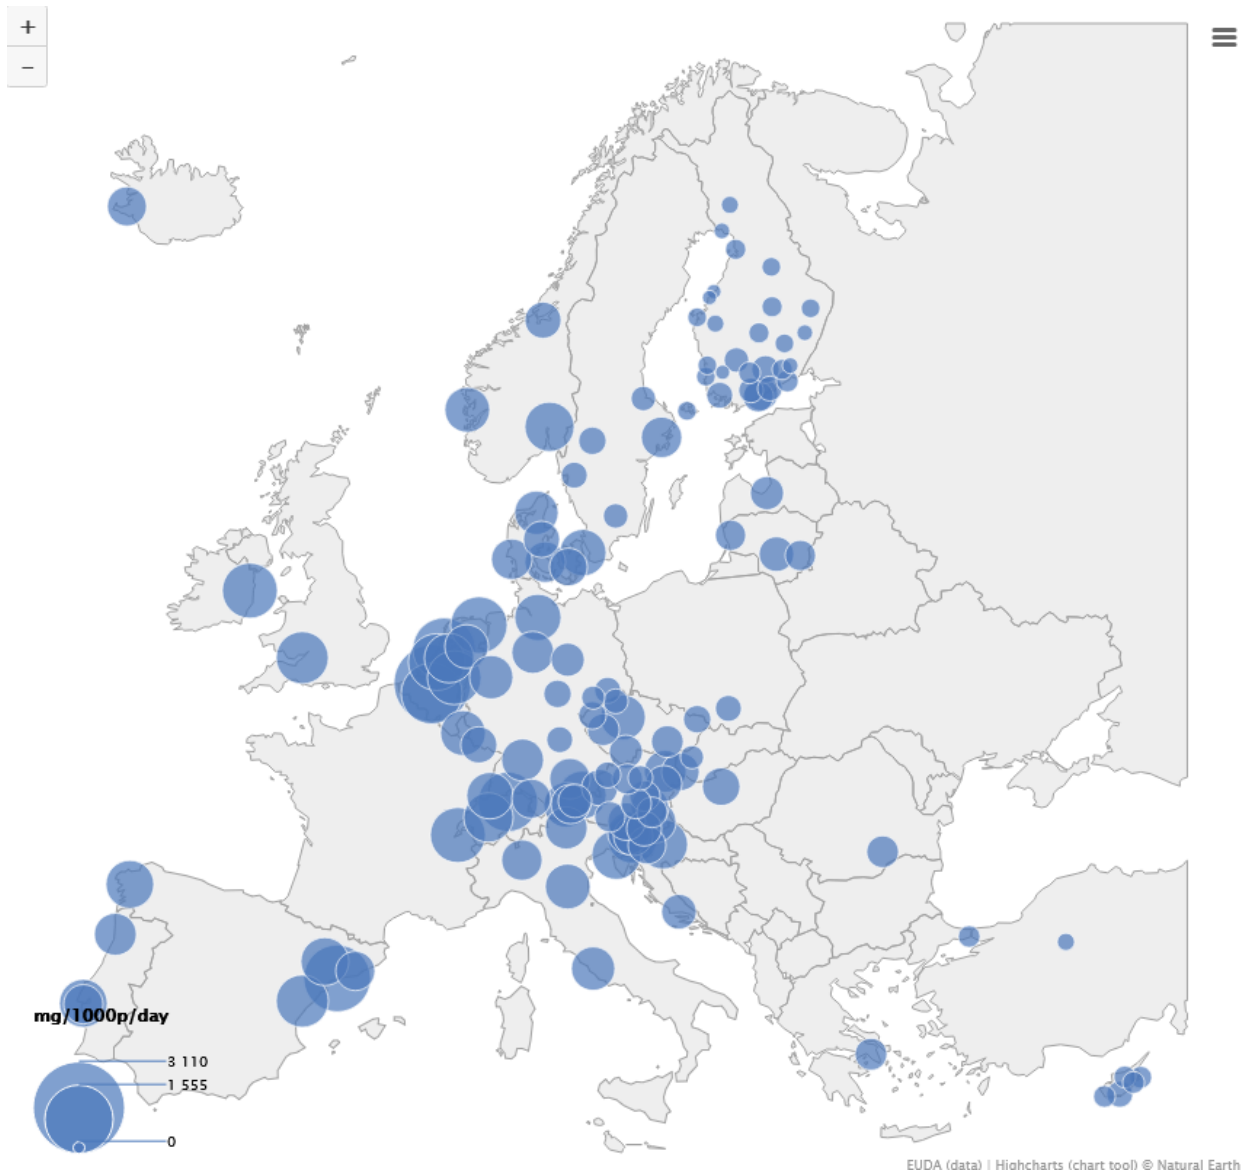 +
−
mg/1000p/day
3 110
1 555
0
EUDA (data) | Highcharts (chart tool) © Natural Earth